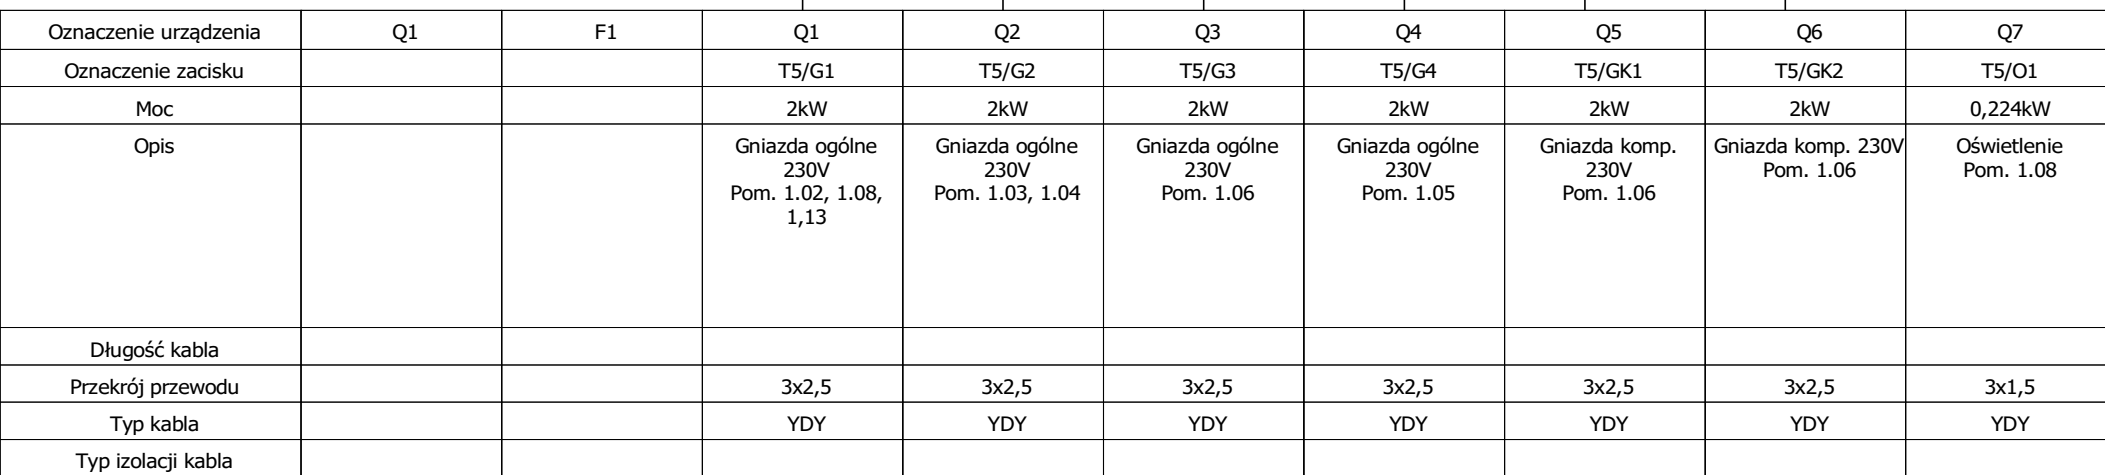 Oznaczenie urządzenia Q1 F1 Q1 Q2 Q3 Q4 Q5 Q6 Q7
Oznaczenie zacisku T5/G1 T5/G2 T5/G3 T5/G4 T5/GK1 T5/GK2 T5/O1
Moc 2kW 2kW 2kW 2kW 2kW 2kW 0,224kW
Opis Gniazda ogólne Gniazda ogólne Gniazda ogólne Gniazda ogólne Gniazda komp. Gniazda komp. 230V Oświetlenie
230V 230V 230V 230V 230V Pom. 1.06 Pom. 1.08
Pom. 1.02, 1.08, Pom. 1.03, 1.04 Pom. 1.06 Pom. 1.05 Pom. 1.06
1,13
Długość kabla
Przekrój przewodu 3x2,5 3x2,5 3x2,5 3x2,5 3x2,5 3x2,5 3x1,5
Typ kabla YDY YDY YDY YDY YDY YDY YDY
Typ izolacji kabla